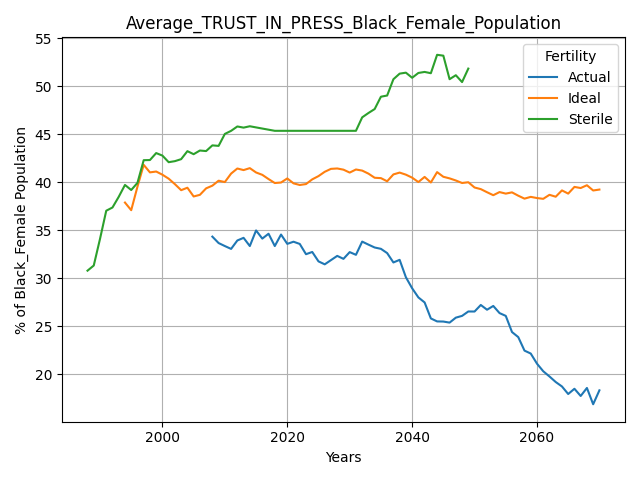 Average_TRUST_IN_PRESS_Black_Female_Population
% of Black_Female Population
55
50
45
40
35
30
25
20
2000
2020
2040
2060
Years
Fertility
Actual
Ideal
Sterile